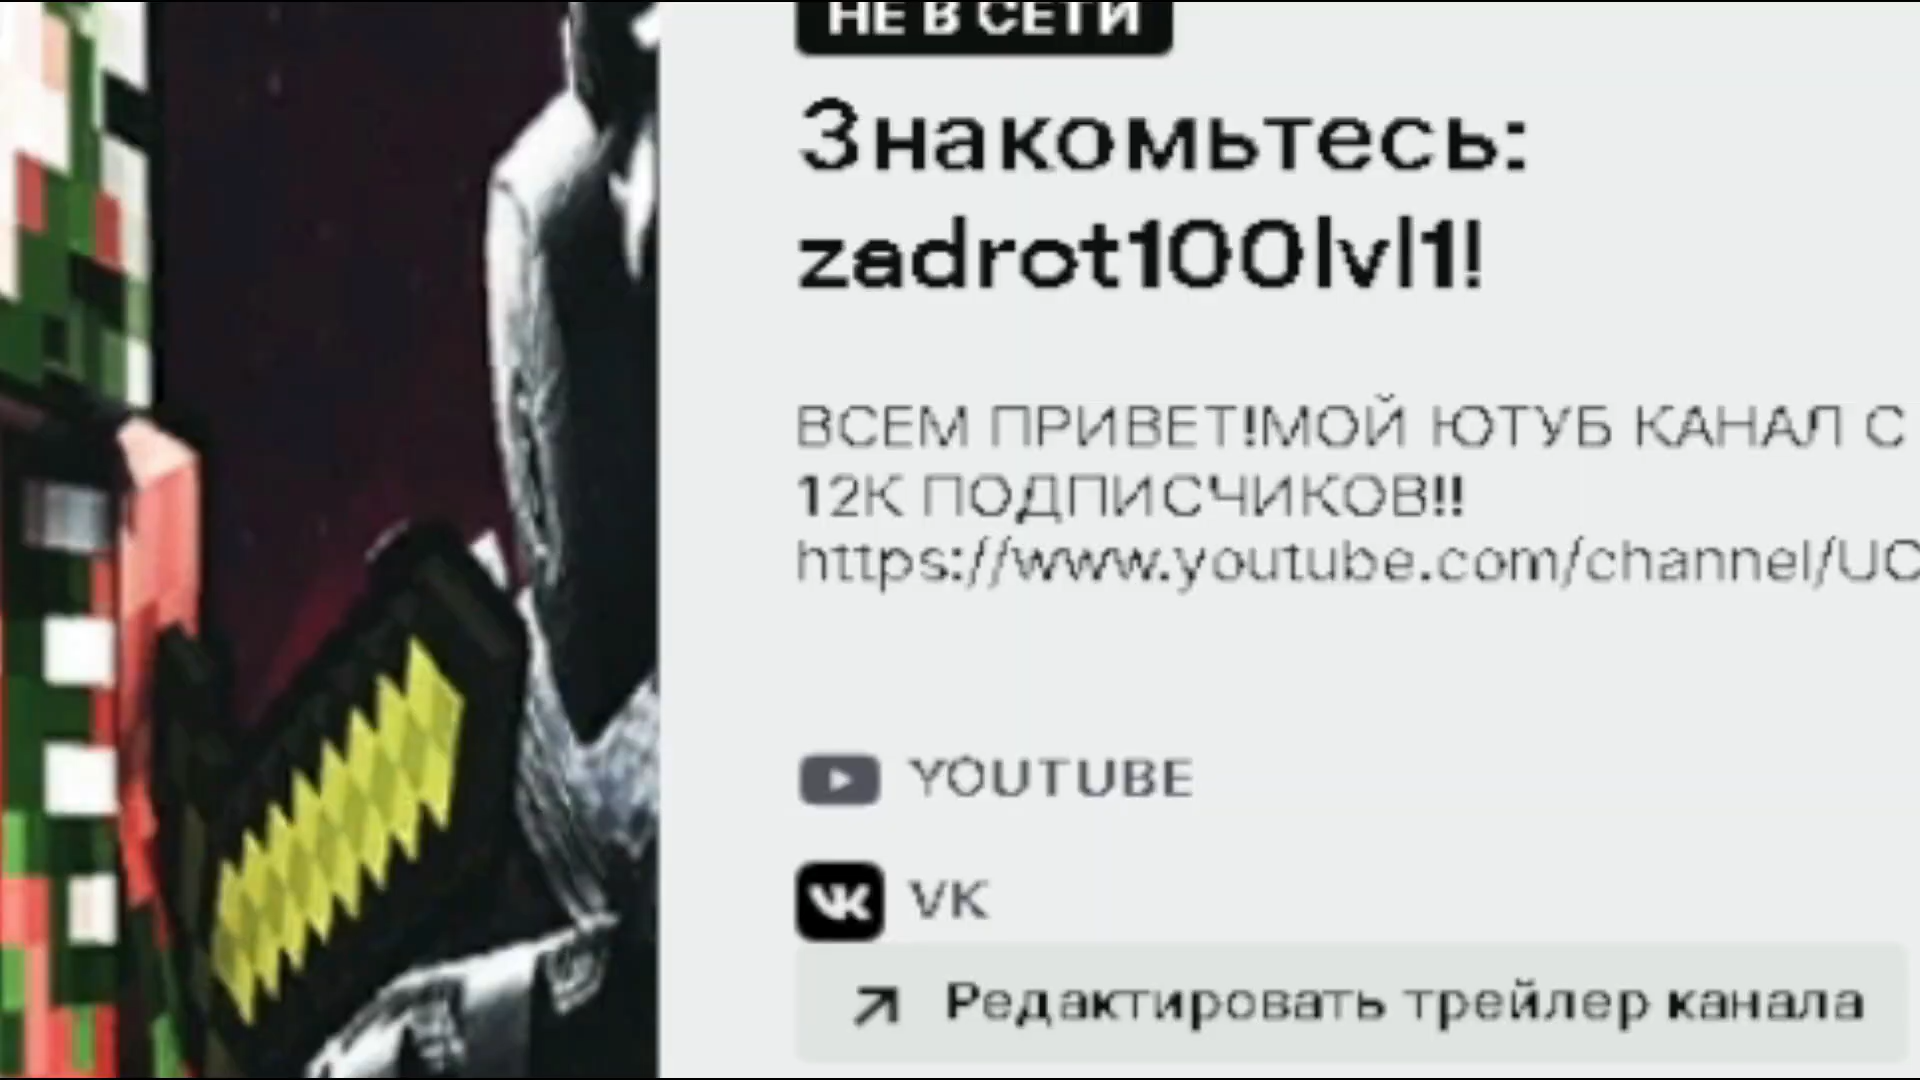 НЕ В СЕТИ
Знакомьтесь:
zadrot100lvl1!
ВСЕМ ПРИВЕТ!МОЙ ЮТУБ КАНАЛ С
12К ПОДПИСЧИКОВ!!
https://www.youtube.com/channel/UC
YOUTUBE
VK
Редактировать трейлер канала